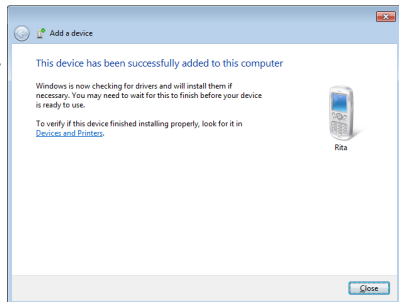 Add a device
This device has been successfully added to this computer
Windows is now checking for drivers and will install them if
necessary. You may need to wait for this to finish before your device
is ready to use.
To verify if this device finished installing properly, look for it in
Devices and Printers.
Rita
Close